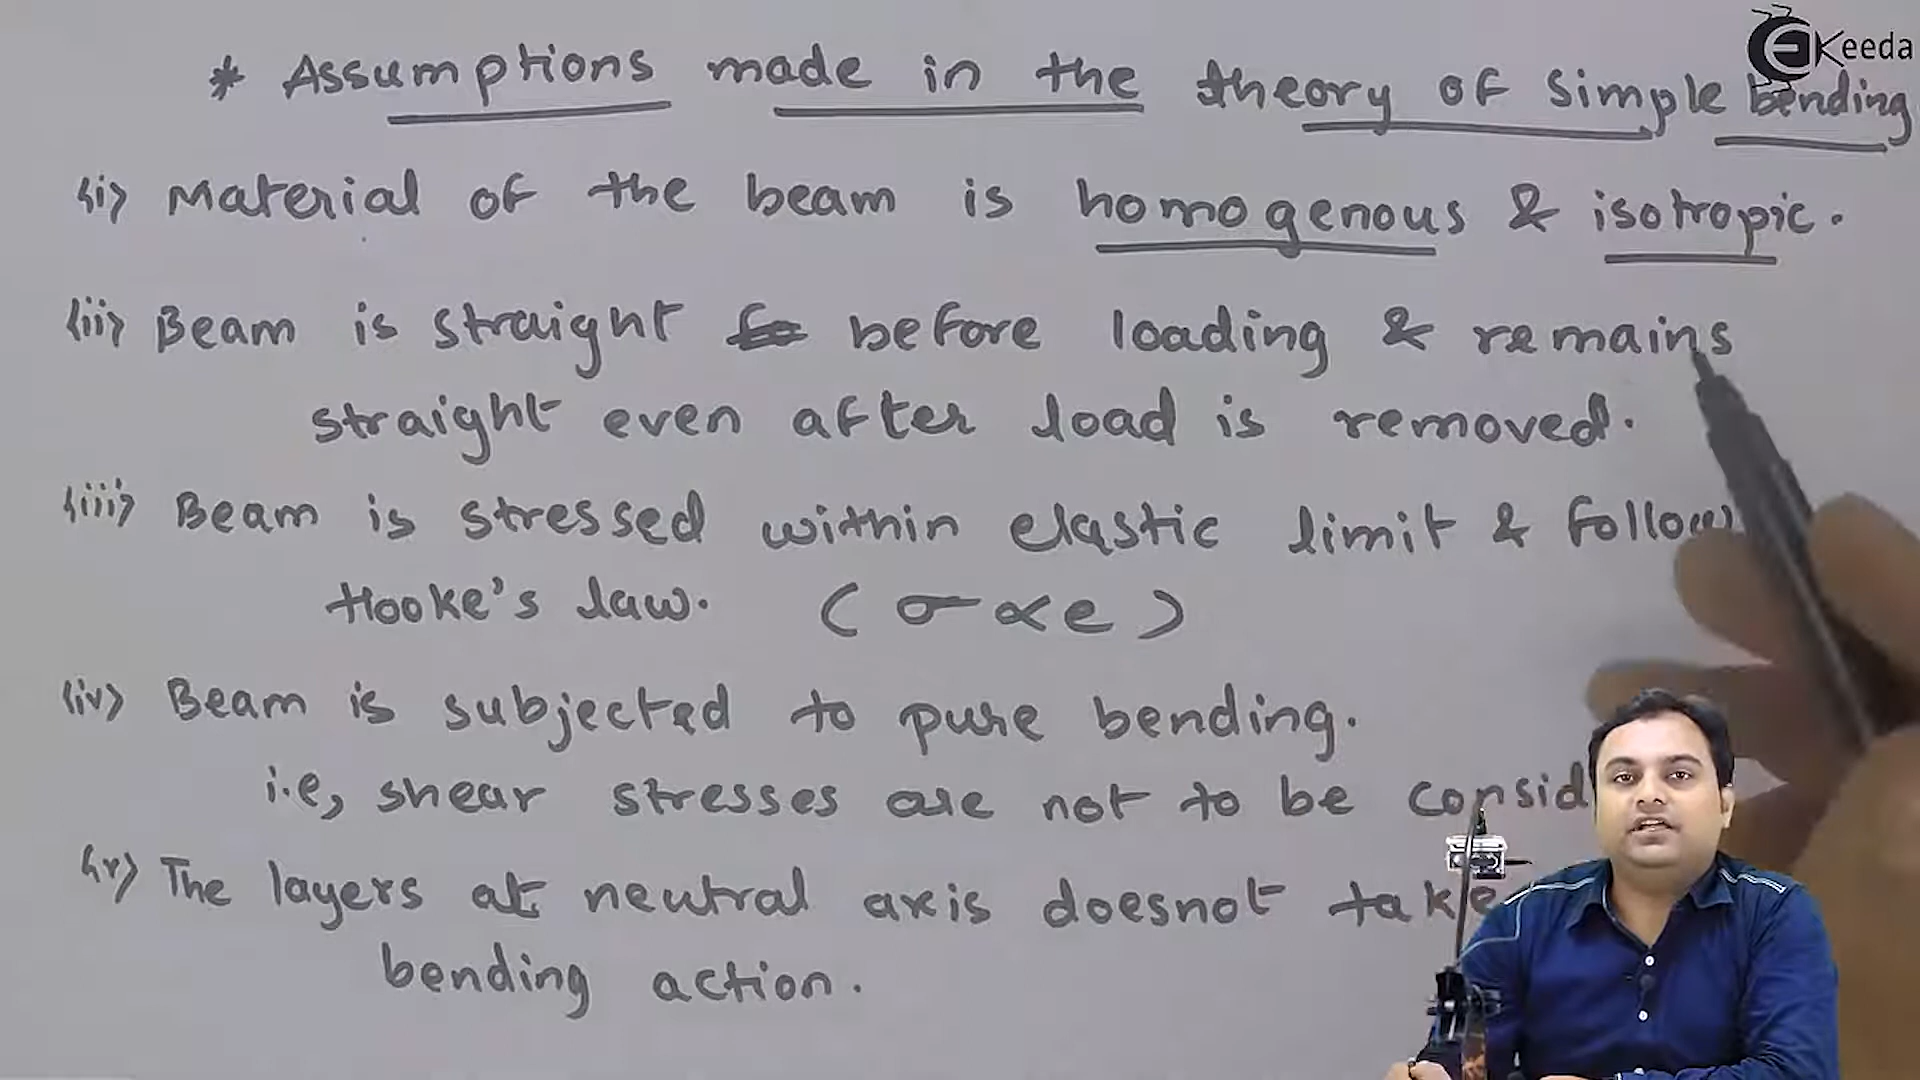 Ekeeda
* Assumptions made in the theory of simple bending
(i) Material of the beam is homogenous & isotropic.
(ii) Beam is straight before loading & remains
straight even after load is removed.
(iii) Beam is stressed within elastic limit & follow
Hooke's law. (σ ∝ e)
(iv) Beam is subjected to pure bending.
i.e, shear stresses are not to be consid
(v) The layers at neutral axis doesnot take
bending action.